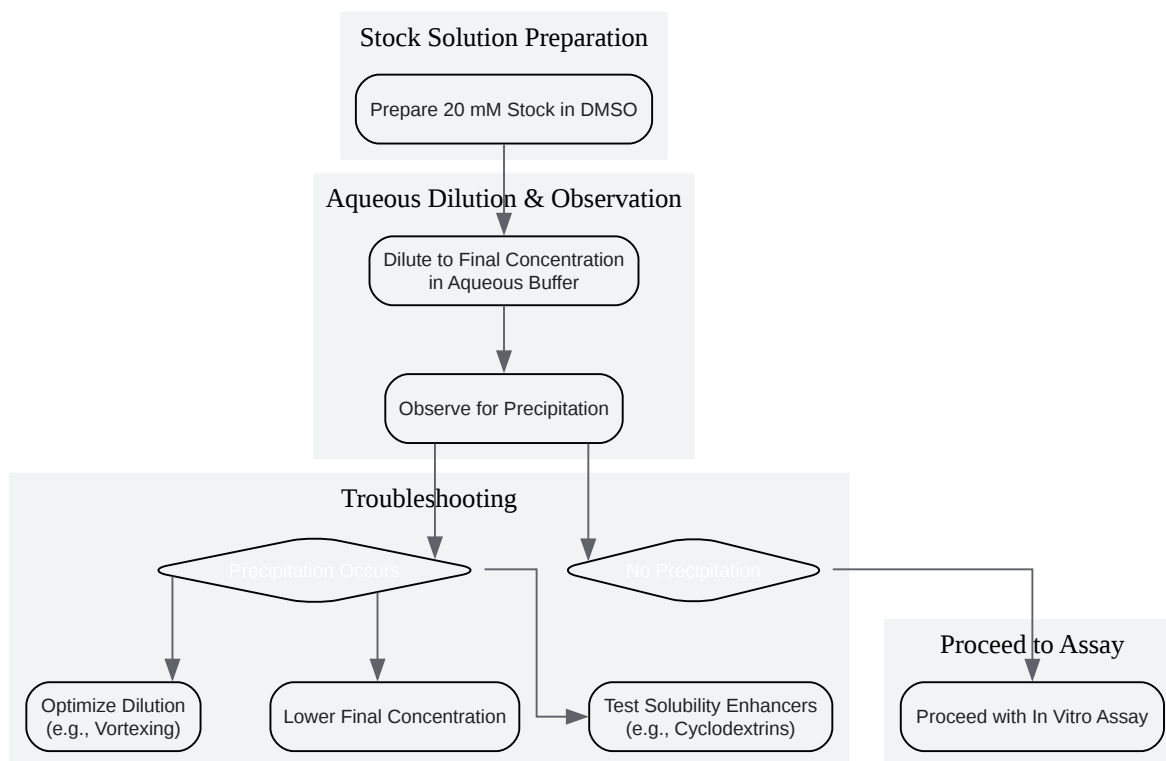 Stock Solution Preparation
Prepare 20 mM Stock in DMSO
Aqueous Dilution & Observation
Dilute to Final Concentration
in Aqueous Buffer
Observe for Precipitation
Troubleshooting
Precipitation Occurs
No Precipitation
Proceed to Assay
Optimize Dilution
(e.g., Vortexing)
Lower Final Concentration
Test Solubility Enhancers
(e.g., Cyclodextrins)
Proceed with In Vitro Assay